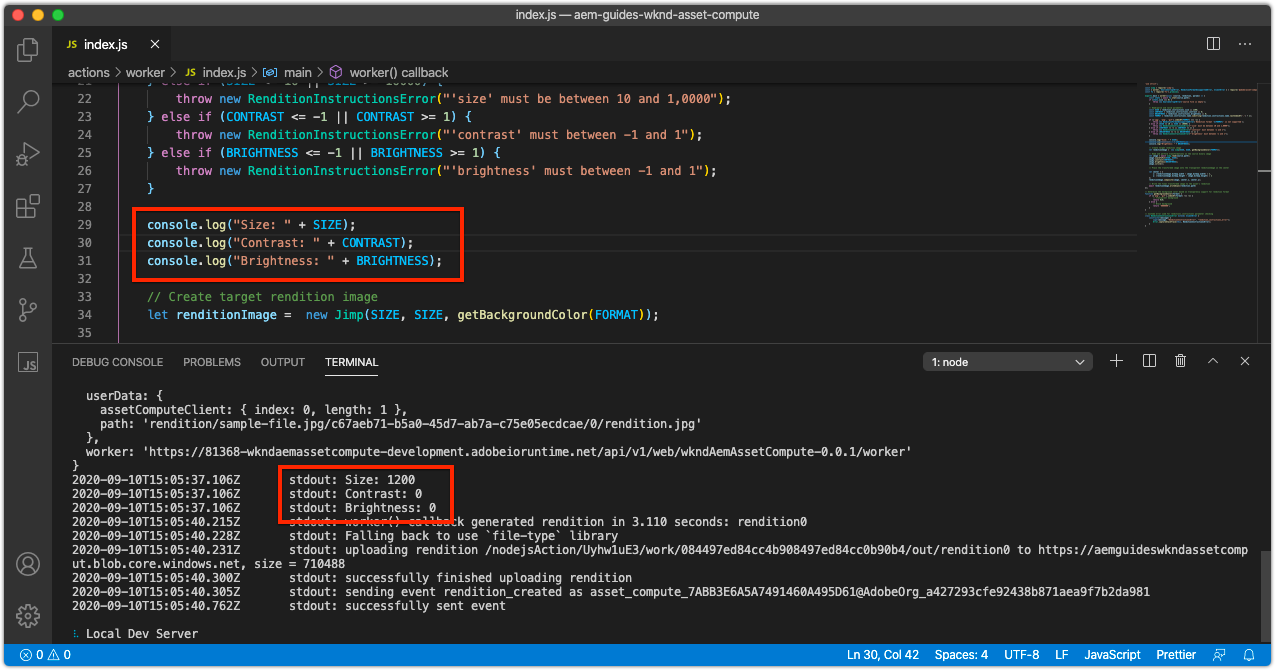 index.js — aem-guides-wknd-asset-compute
JS index.js ×
actions > worker > JS index.js > main > worker() callback
22 throw new RenditionInstructionsError("'size' must be between 10 and 1,0000");
23 } else if (CONTRAST <= -1 || CONTRAST >= 1) {
24 throw new RenditionInstructionsError("'contrast' must between -1 and 1");
25 } else if (BRIGHTNESS <= -1 || BRIGHTNESS >= 1) {
26 throw new RenditionInstructionsError("'brightness' must between -1 and 1");
27 }
28
29 console.log("Size: " + SIZE);
30 console.log("Contrast: " + CONTRAST);
31 console.log("Brightness: " + BRIGHTNESS);
32
33 // Create target rendition image
34 let renditionImage =  new Jimp(SIZE, SIZE, getBackgroundColor(FORMAT));
35
DEBUG CONSOLE PROBLEMS OUTPUT TERMINAL 1: node
userData: {
assetComputeClient: { index: 0, length: 1 },
path: 'rendition/sample-file.jpg/c67aeb71-b5a0-45d7-ab7a-c75e05ecdcae/0/rendition.jpg'
},
worker: 'https://81368-wkndaemassetcompute-development.adobeioruntime.net/api/v1/web/wkndAemAssetCompute-0.0.1/worker'
}
2020-09-10T15:05:37.106Z stdout: Size: 1200
2020-09-10T15:05:37.106Z stdout: Contrast: 0
2020-09-10T15:05:37.106Z stdout: Brightness: 0
2020-09-10T15:05:40.215Z stdout: worker() callback generated rendition in 3.110 seconds: rendition0
2020-09-10T15:05:40.228Z stdout: Falling back to use `file-type` library
2020-09-10T15:05:40.231Z stdout: uploading rendition /nodejsAction/Uyhw1uE3/work/084497ed84cc4b908497ed84cc0b90b4/out/rendition0 to https://aemguideswkndassetcomp
ut.blob.core.windows.net, size = 710488
2020-09-10T15:05:40.300Z stdout: successfully finished uploading rendition
2020-09-10T15:05:40.305Z stdout: sending event rendition_created as asset_compute_7ABB3E6A5A7491460A495D61@AdobeOrg_a427293cfe92438b871aea9f7b2da981
2020-09-10T15:05:40.762Z stdout: successfully sent event
Local Dev Server
0 0 Ln 30, Col 42 Spaces: 4 UTF-8 LF JavaScript Prettier